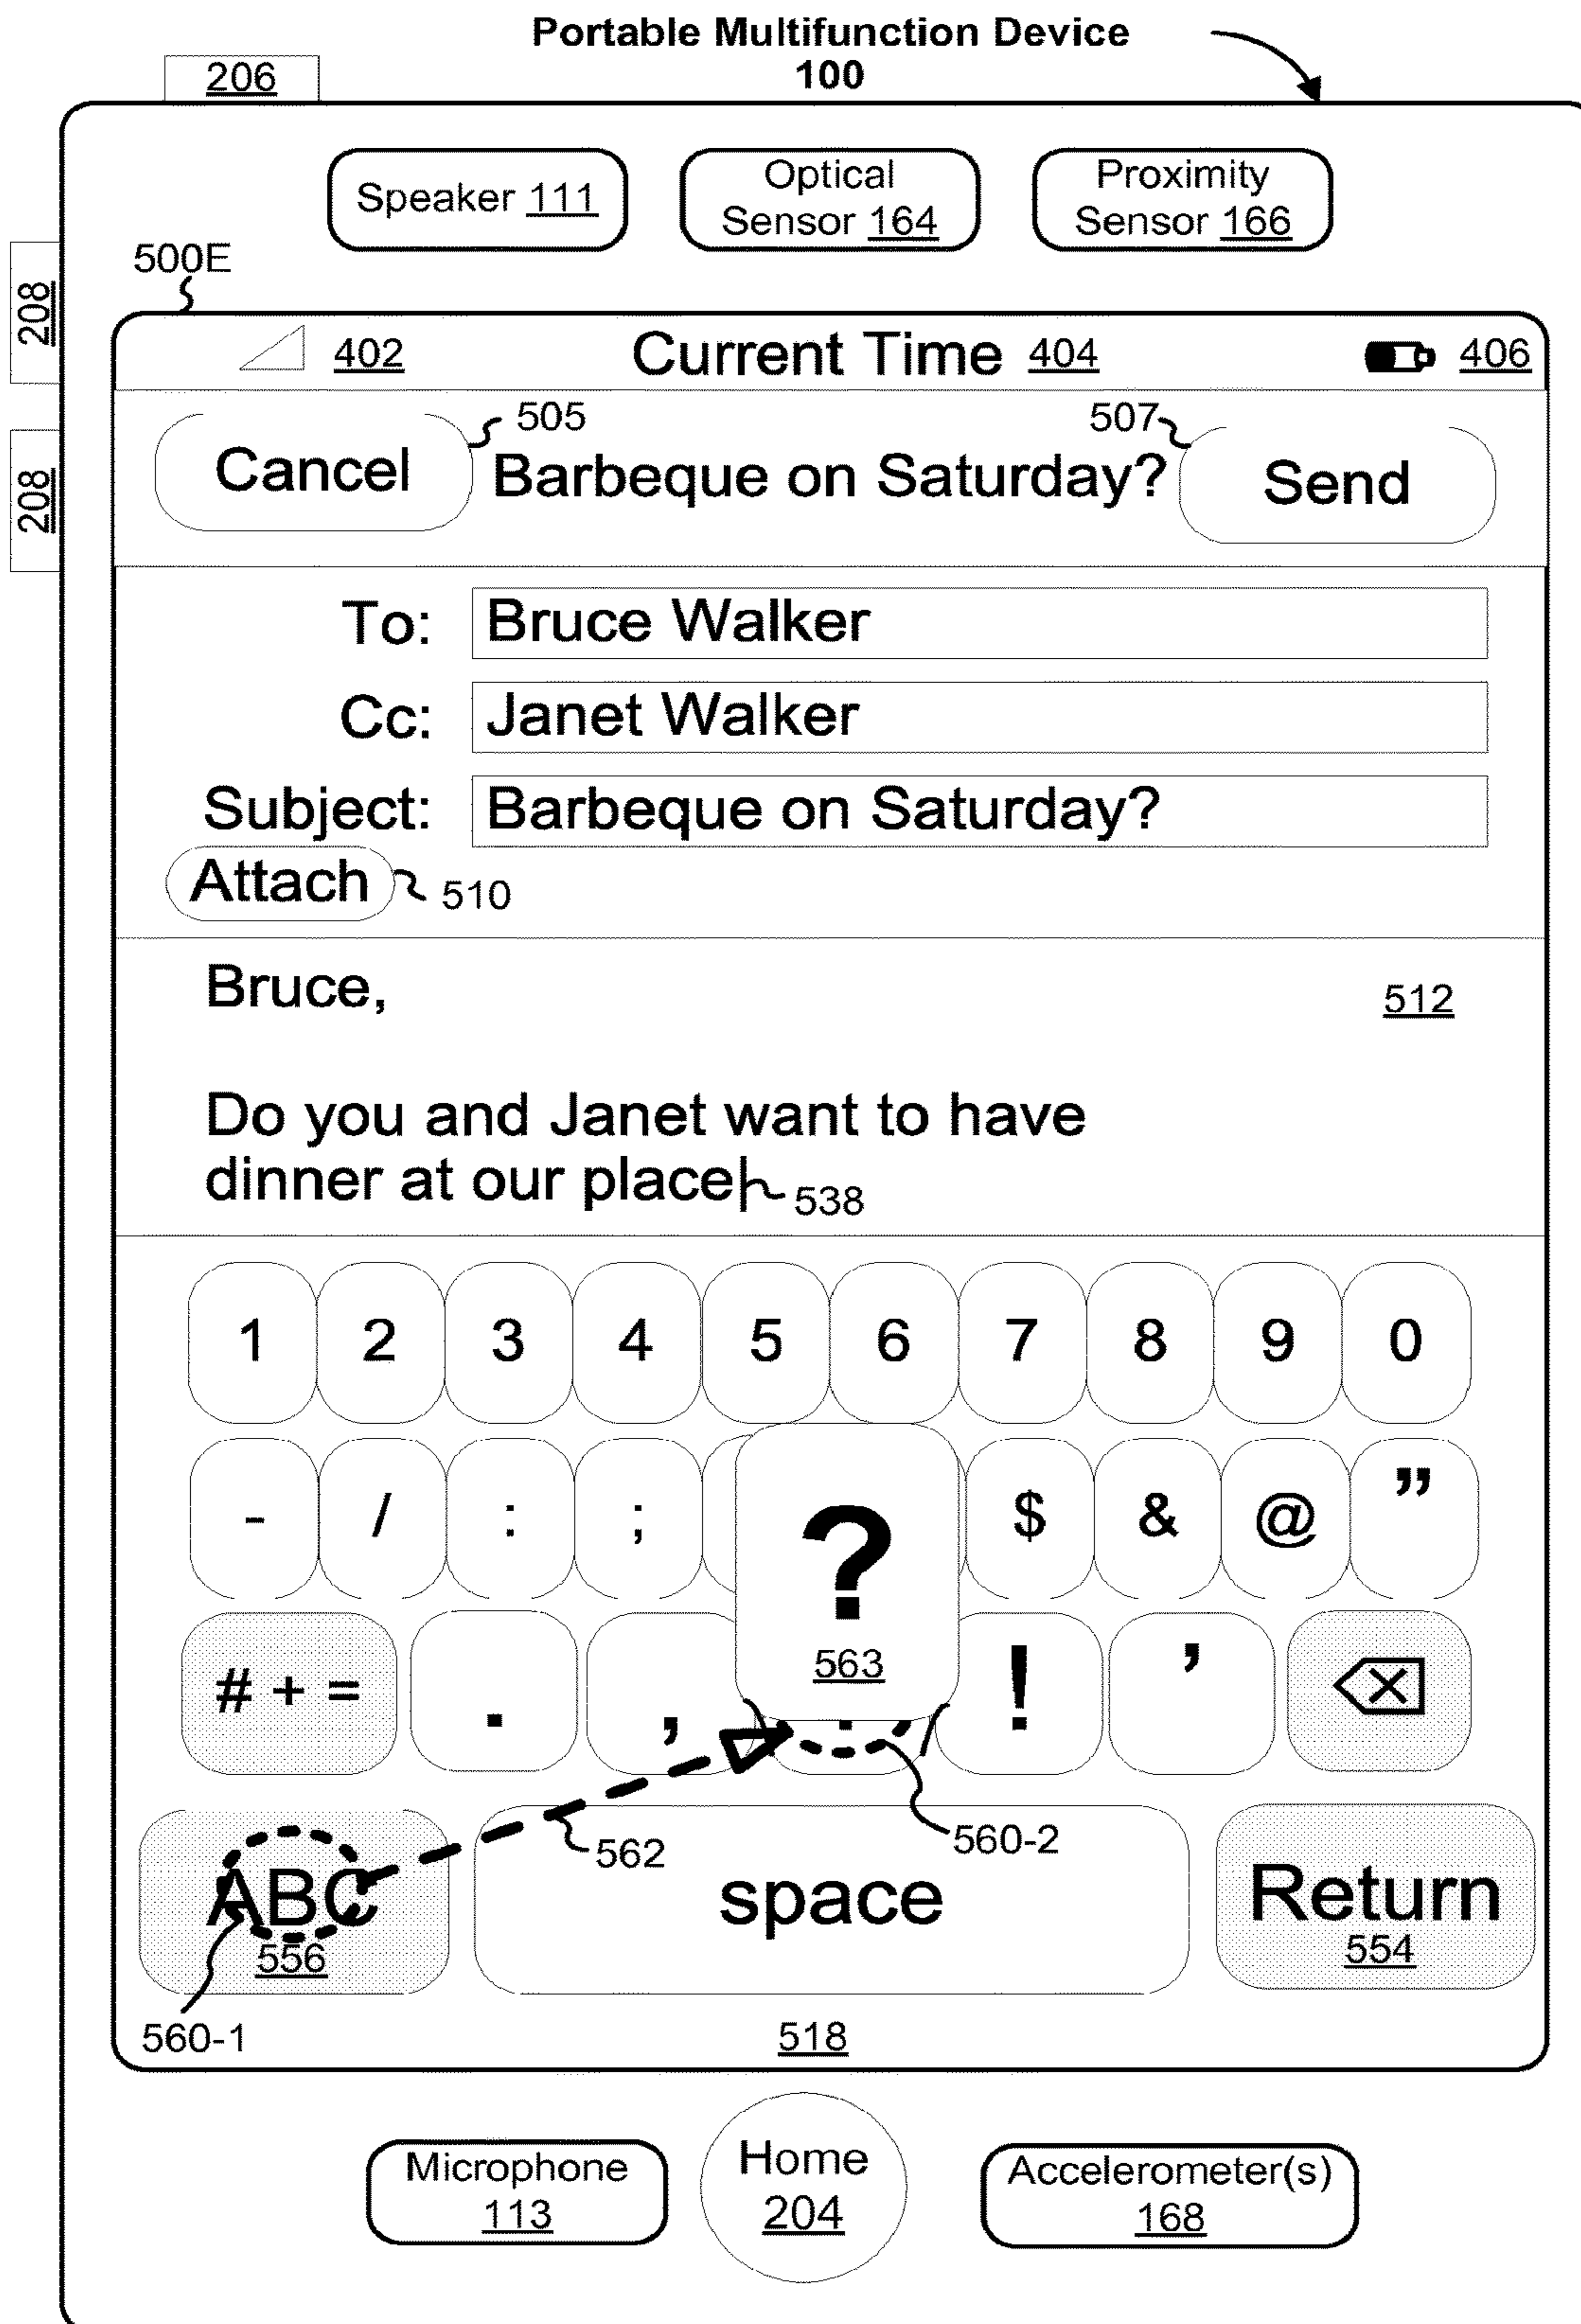 Portable Multifunction Device
100
206
Speaker 111
Optical
Sensor 164
Proximity
Sensor 166
500E
208
208
402
Current Time 404
406
505
507
Cancel
Barbeque on Saturday?
Send
To:
Bruce Walker
Cc:
Janet Walker
Subject:
Barbeque on Saturday?
Attach
510
Bruce,
512
Do you and Janet want to have
dinner at our place
538
1 2 3 4 5 6 7 8 9 0
- / : ; $ & @ ”
?
563
# + = . , ! ’
562
560-2
ABC
556
space
Return
554
560-1
518
Microphone
113
Home
204
Accelerometer(s)
168